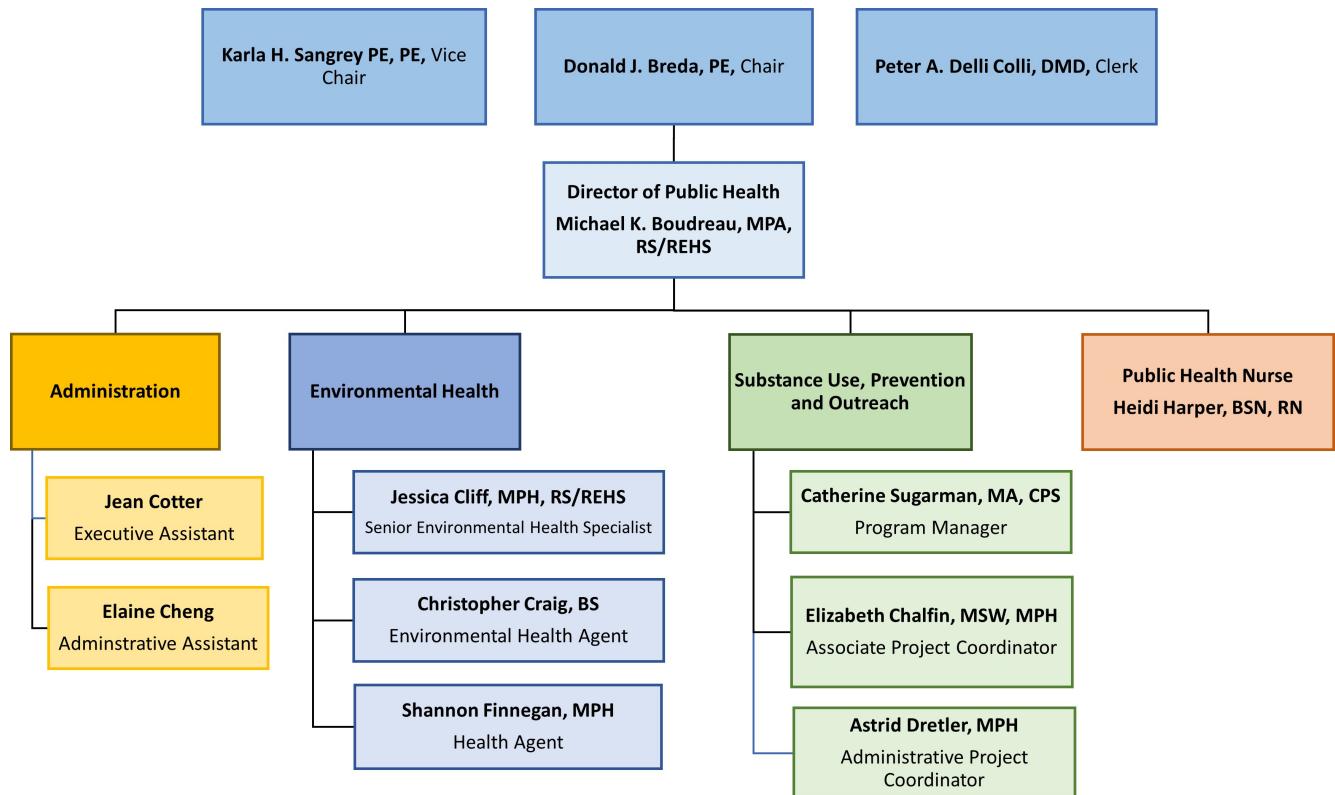 Karla H. Sangrey PE, PE, Vice
Chair
Donald J. Breda, PE, Chair
Peter A. Delli Colli, DMD, Clerk
Director of Public Health
Michael K. Boudreau, MPA,
RS/REHS
Administration
Jean Cotter
Executive Assistant
Elaine Cheng
Adminstrative Assistant
Environmental Health
Jessica Cliff, MPH, RS/REHS
Senior Environmental Health Specialist
Christopher Craig, BS
Environmental Health Agent
Shannon Finnegan, MPH
Health Agent
Substance Use, Prevention
and Outreach
Catherine Sugarman, MA, CPS
Program Manager
Elizabeth Chalfin, MSW, MPH
Associate Project Coordinator
Astrid Dretler, MPH
Administrative Project
Coordinator
Public Health Nurse
Heidi Harper, BSN, RN